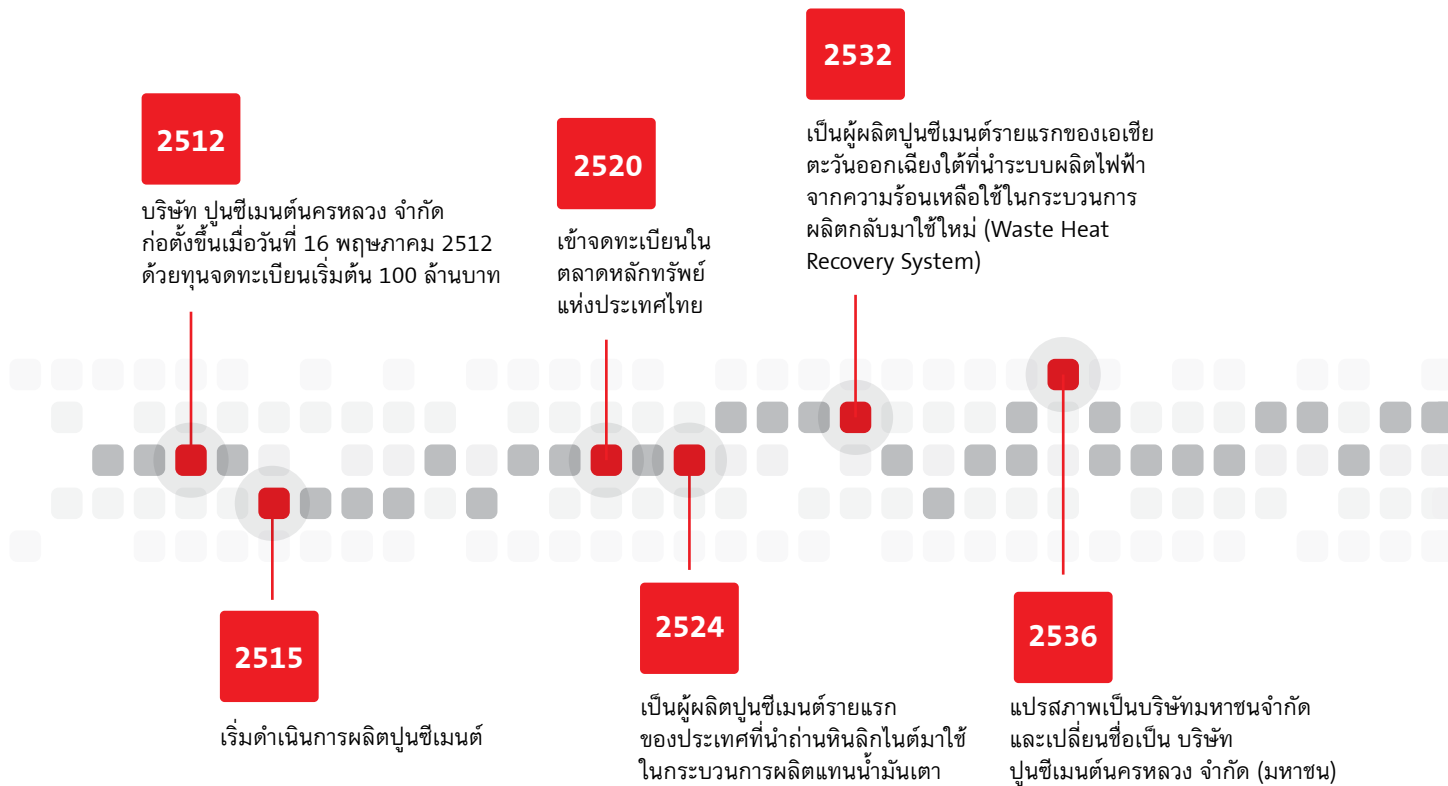 2512
บริษัท ปูนซีเมนต์นครหลวง จำกัด
ก่อตั้งขึ้นเมื่อวันที่ 16 พฤษภาคม 2512
ด้วยทุนจดทะเบียนเริ่มต้น 100 ล้านบาท
2515
เริ่มดำเนินการผลิตปูนซีเมนต์
2520
เข้าจดทะเบียนใน
ตลาดหลักทรัพย์
แห่งประเทศไทย
2524
เป็นผู้ผลิตปูนซีเมนต์รายแรก
ของประเทศที่นำถ่านหินลิกไนต์มาใช้
ในกระบวนการผลิตแทนน้ำมันเตา
2532
เป็นผู้ผลิตปูนซีเมนต์รายแรกของเอเชีย
ตะวันออกเฉียงใต้ที่นำระบบผลิตไฟฟ้า
จากความร้อนเหลือใช้ในกระบวนการ
ผลิตกลับมาใช้ใหม่ (Waste Heat
Recovery System)
2536
แปรสภาพเป็นบริษัทมหาชนจำกัด
และเปลี่ยนชื่อเป็น บริษัท
ปูนซีเมนต์นครหลวง จำกัด (มหาชน)